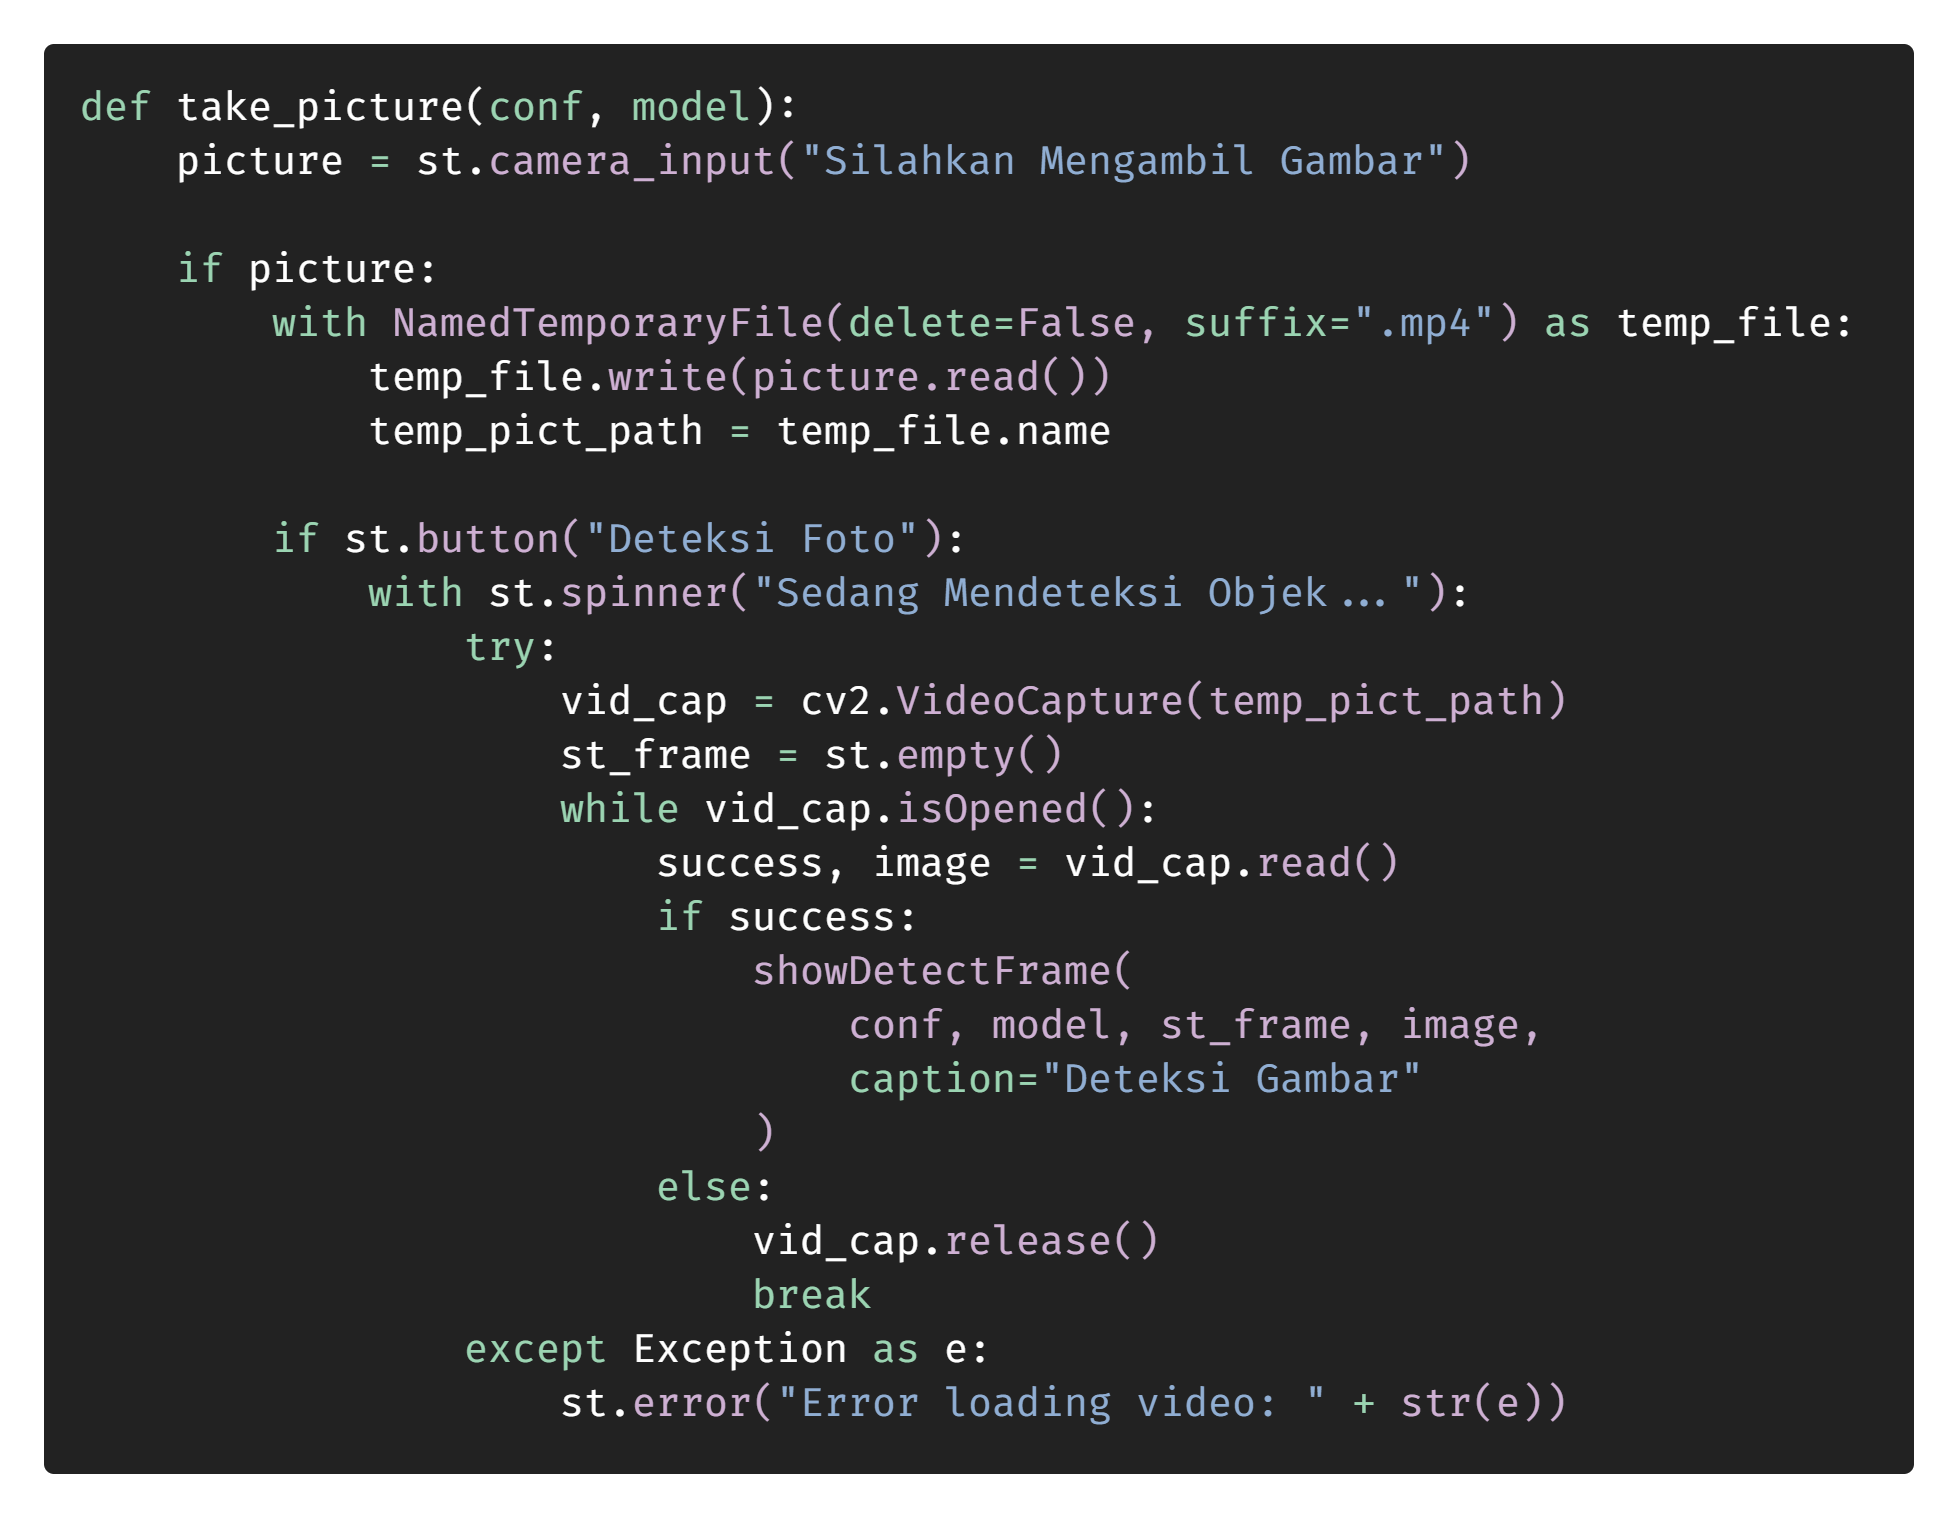 def take_picture(conf, model):
    picture = st.camera_input("Silahkan Mengambil Gambar")

    if picture:
        with NamedTemporaryFile(delete=False, suffix=".mp4") as temp_file:
            temp_file.write(picture.read())
            temp_pict_path = temp_file.name

        if st.button("Deteksi Foto"):
            with st.spinner("Sedang Mendeteksi Objek..."):
                try:
                    vid_cap = cv2.VideoCapture(temp_pict_path)
                    st_frame = st.empty()
                    while vid_cap.isOpened():
                        success, image = vid_cap.read()
                        if success:
                            showDetectFrame(
                                conf, model, st_frame, image,
                                caption="Deteksi Gambar"
                            )
                        else:
                            vid_cap.release()
                            break
                except Exception as e:
                    st.error("Error loading video: " + str(e))